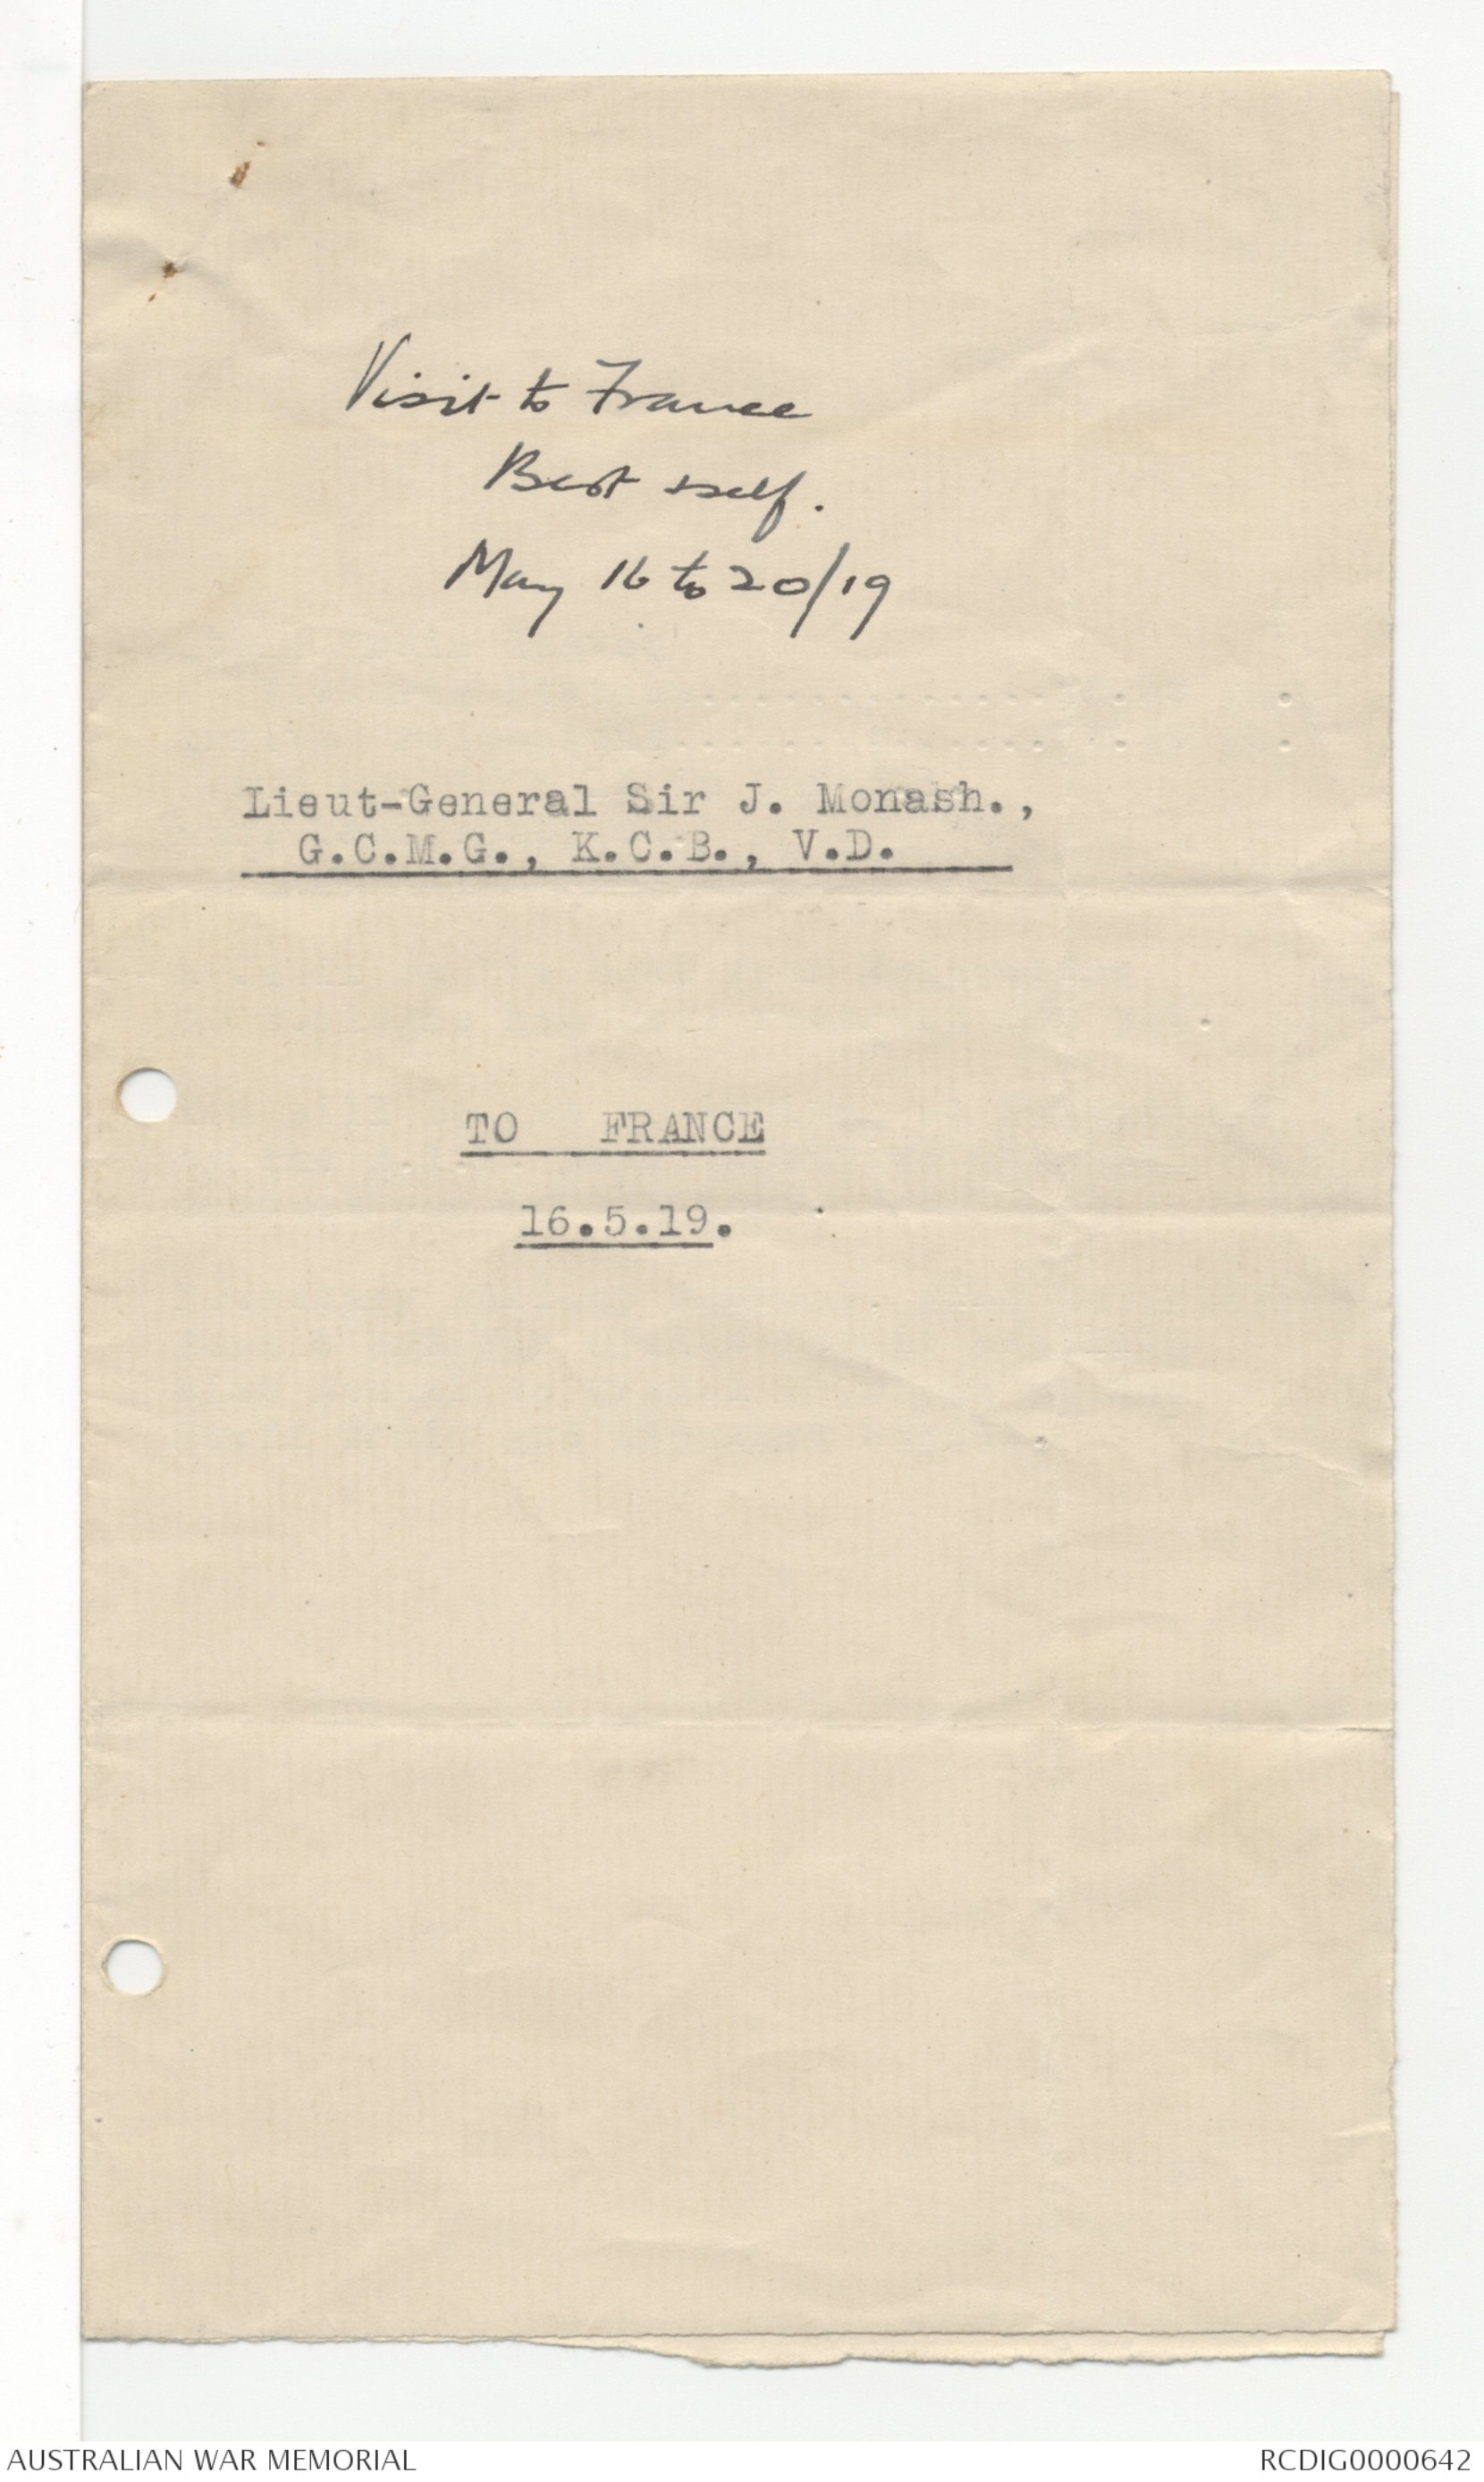 Visit to France
Bert & self.
May 16 to 20/19
Lieut-General Sir J. Monash.,
G.C.M.G., K.C.B., V.D.
TO FRANCE
16.5.19.
AUSTRALIAN WAR MEMORIAL
RCDIG0000642